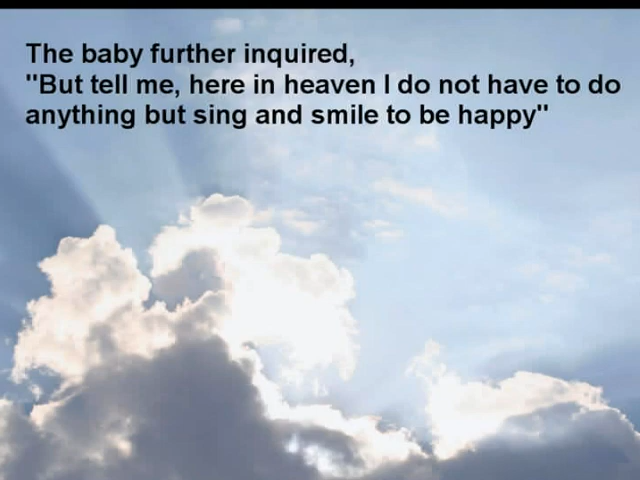 The baby further inquired,
"But tell me, here in heaven I do not have to do
anything but sing and smile to be happy"